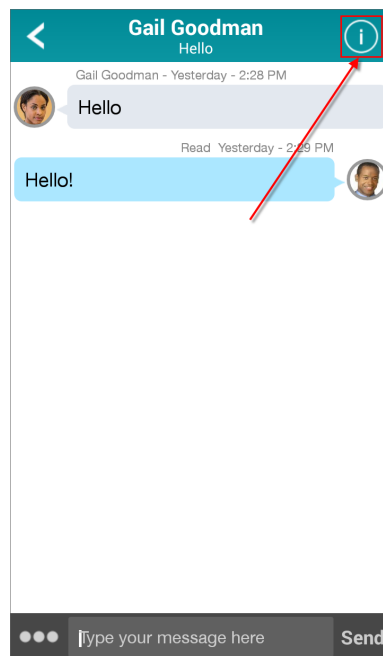 Gail Goodman
Hello
Gail Goodman - Yesterday - 2:28 PM
Hello
Read Yesterday - 2:29 PM
Hello!
Type your message here
Send